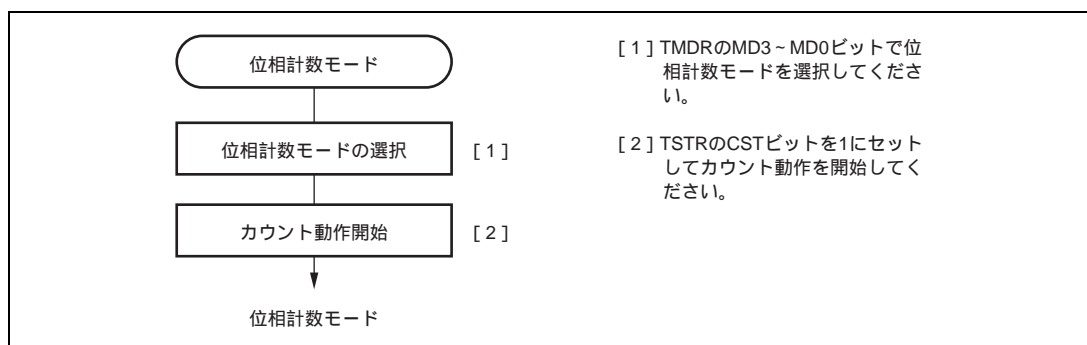 位相計数モード
位相計数モードの選択
[ 1 ]
カウント動作開始
[ 2 ]
位相計数モード
[ 1 ] TMDRのMD3～MD0ビットで位
相計数モードを選択してくださ
い。
[ 2 ] TSTRのCSTビットを1にセット
してカウント動作を開始してく
ださい。